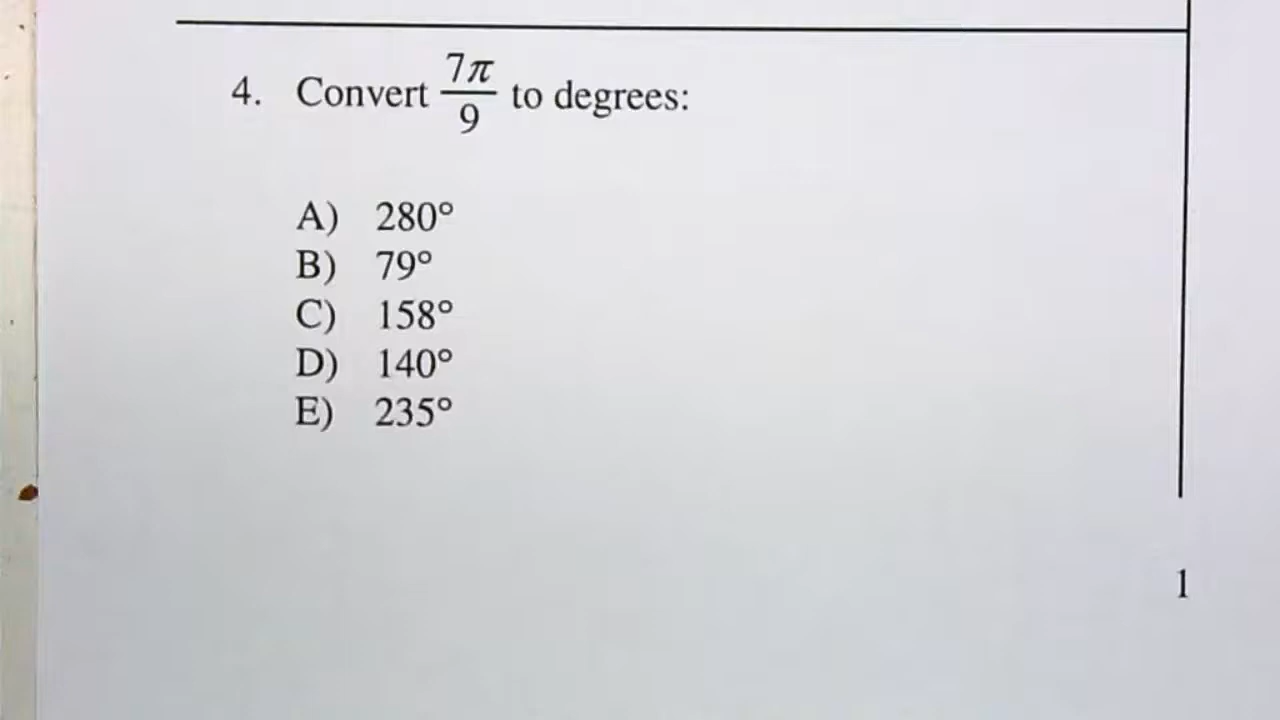 4. Convert 7π/9 to degrees:
A) 280°
B) 79°
C) 158°
D) 140°
E) 235°
1